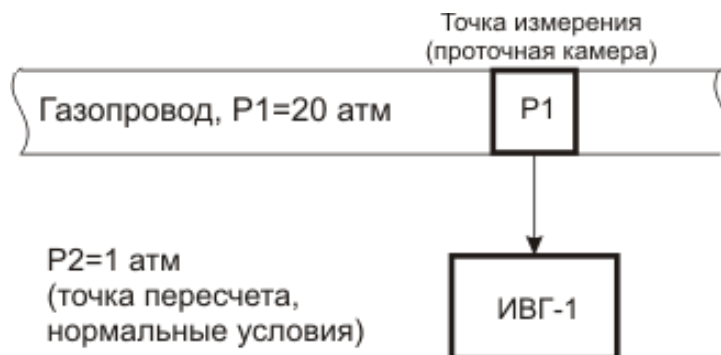 Точка измерения
(проточная камера)
Газопровод, P1=20 атм
P1
P2=1 атм
(точка пересчета,
нормальные условия)
ИВГ-1